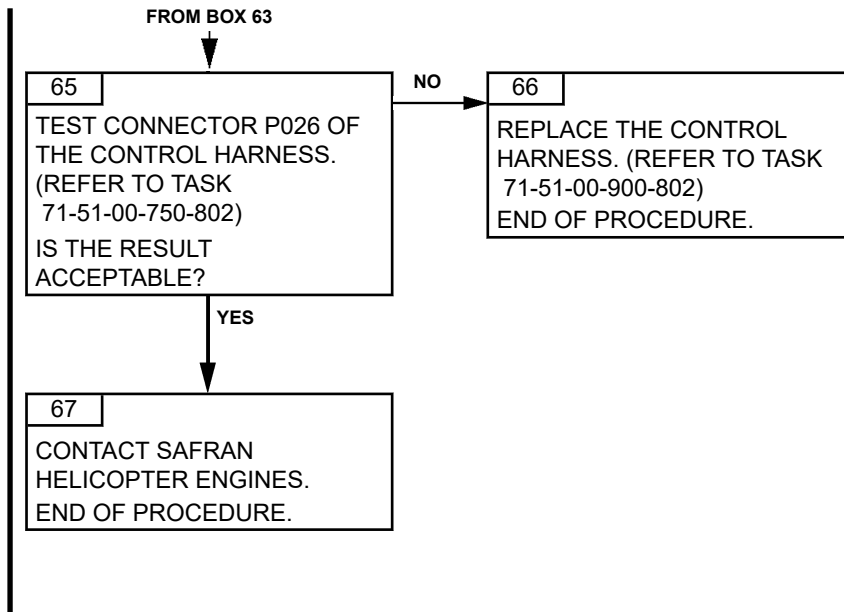 FROM BOX 63
65
TEST CONNECTOR P026 OF
THE CONTROL HARNESS.
(REFER TO TASK
71-51-00-750-802)
IS THE RESULT
ACCEPTABLE?
NO
66
REPLACE THE CONTROL
HARNESS. (REFER TO TASK
71-51-00-900-802)
END OF PROCEDURE.
YES
67
CONTACT SAFRAN
HELICOPTER ENGINES.
END OF PROCEDURE.